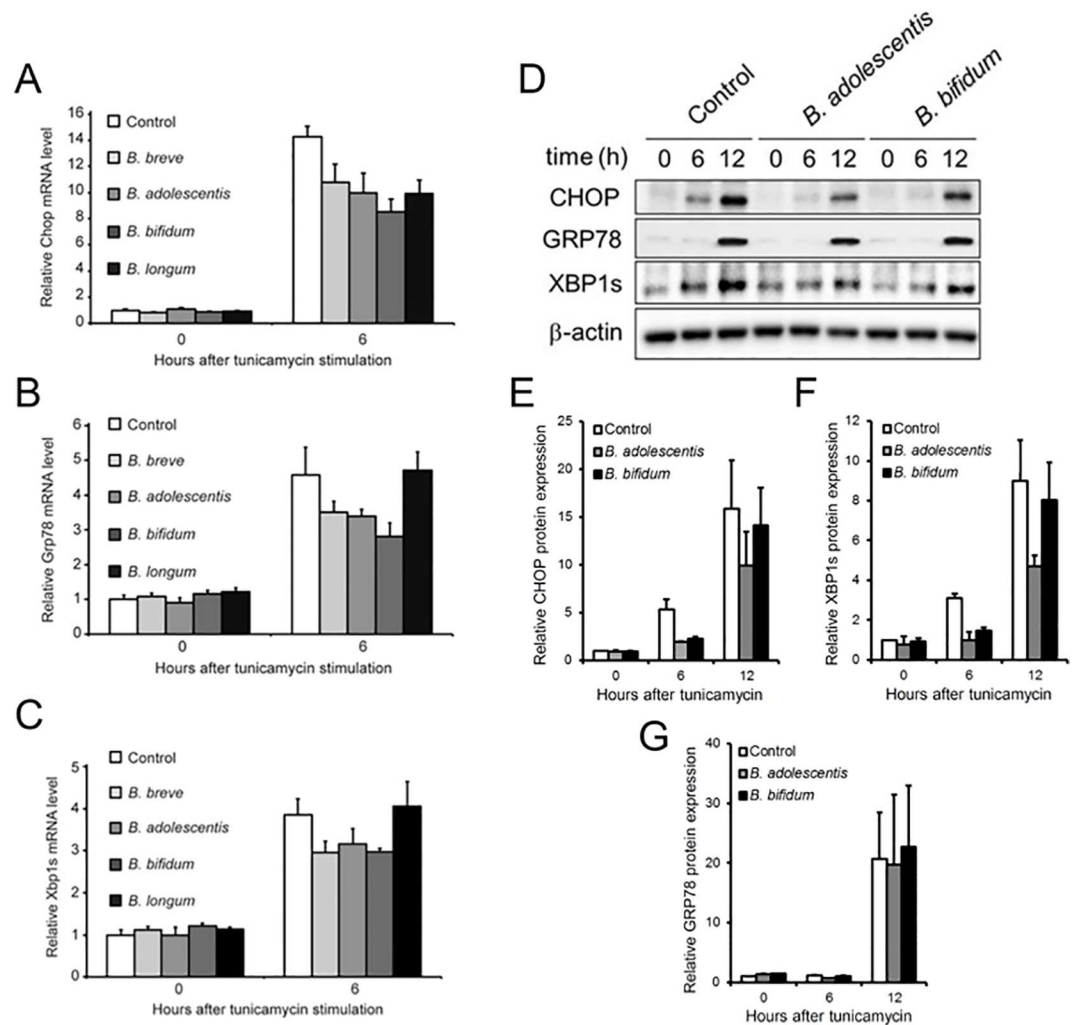 A
Relative Chop mRNA level
16
14
12
10
8
6
4
2
0
Control
B. breve
B. adolescentis
B. bifidum
B. longum
0 6
Hours after tunicamycin stimulation
B
Relative Grp78 mRNA level
6
5
4
3
2
1
0
Control
B. breve
B. adolescentis
B. bifidum
B. longum
0 6
Hours after tunicamycin stimulation
C
Relative Xbp1s mRNA level
5
4
3
2
1
0
Control
B. breve
B. adolescentis
B. bifidum
B. longum
0 6
Hours after tunicamycin stimulation
D
Control B. adolescentis B. bifidum
time (h) 0 6 12 0 6 12 0 6 12
CHOP
GRP78
XBP1s
β-actin
E
Relative CHOP protein expression
25
20
15
10
5
0
Control
B. adolescentis
B. bifidum
0 6 12
Hours after tunicamycin
F
Relative XBP1s protein expression
12
10
8
6
4
2
0
Control
B. adolescentis
B. bifidum
0 6 12
Hours after tunicamycin
G
Relative GRP78 protein expression
40
30
20
10
0
Control
B. adolescentis
B. bifidum
0 6 12
Hours after tunicamycin